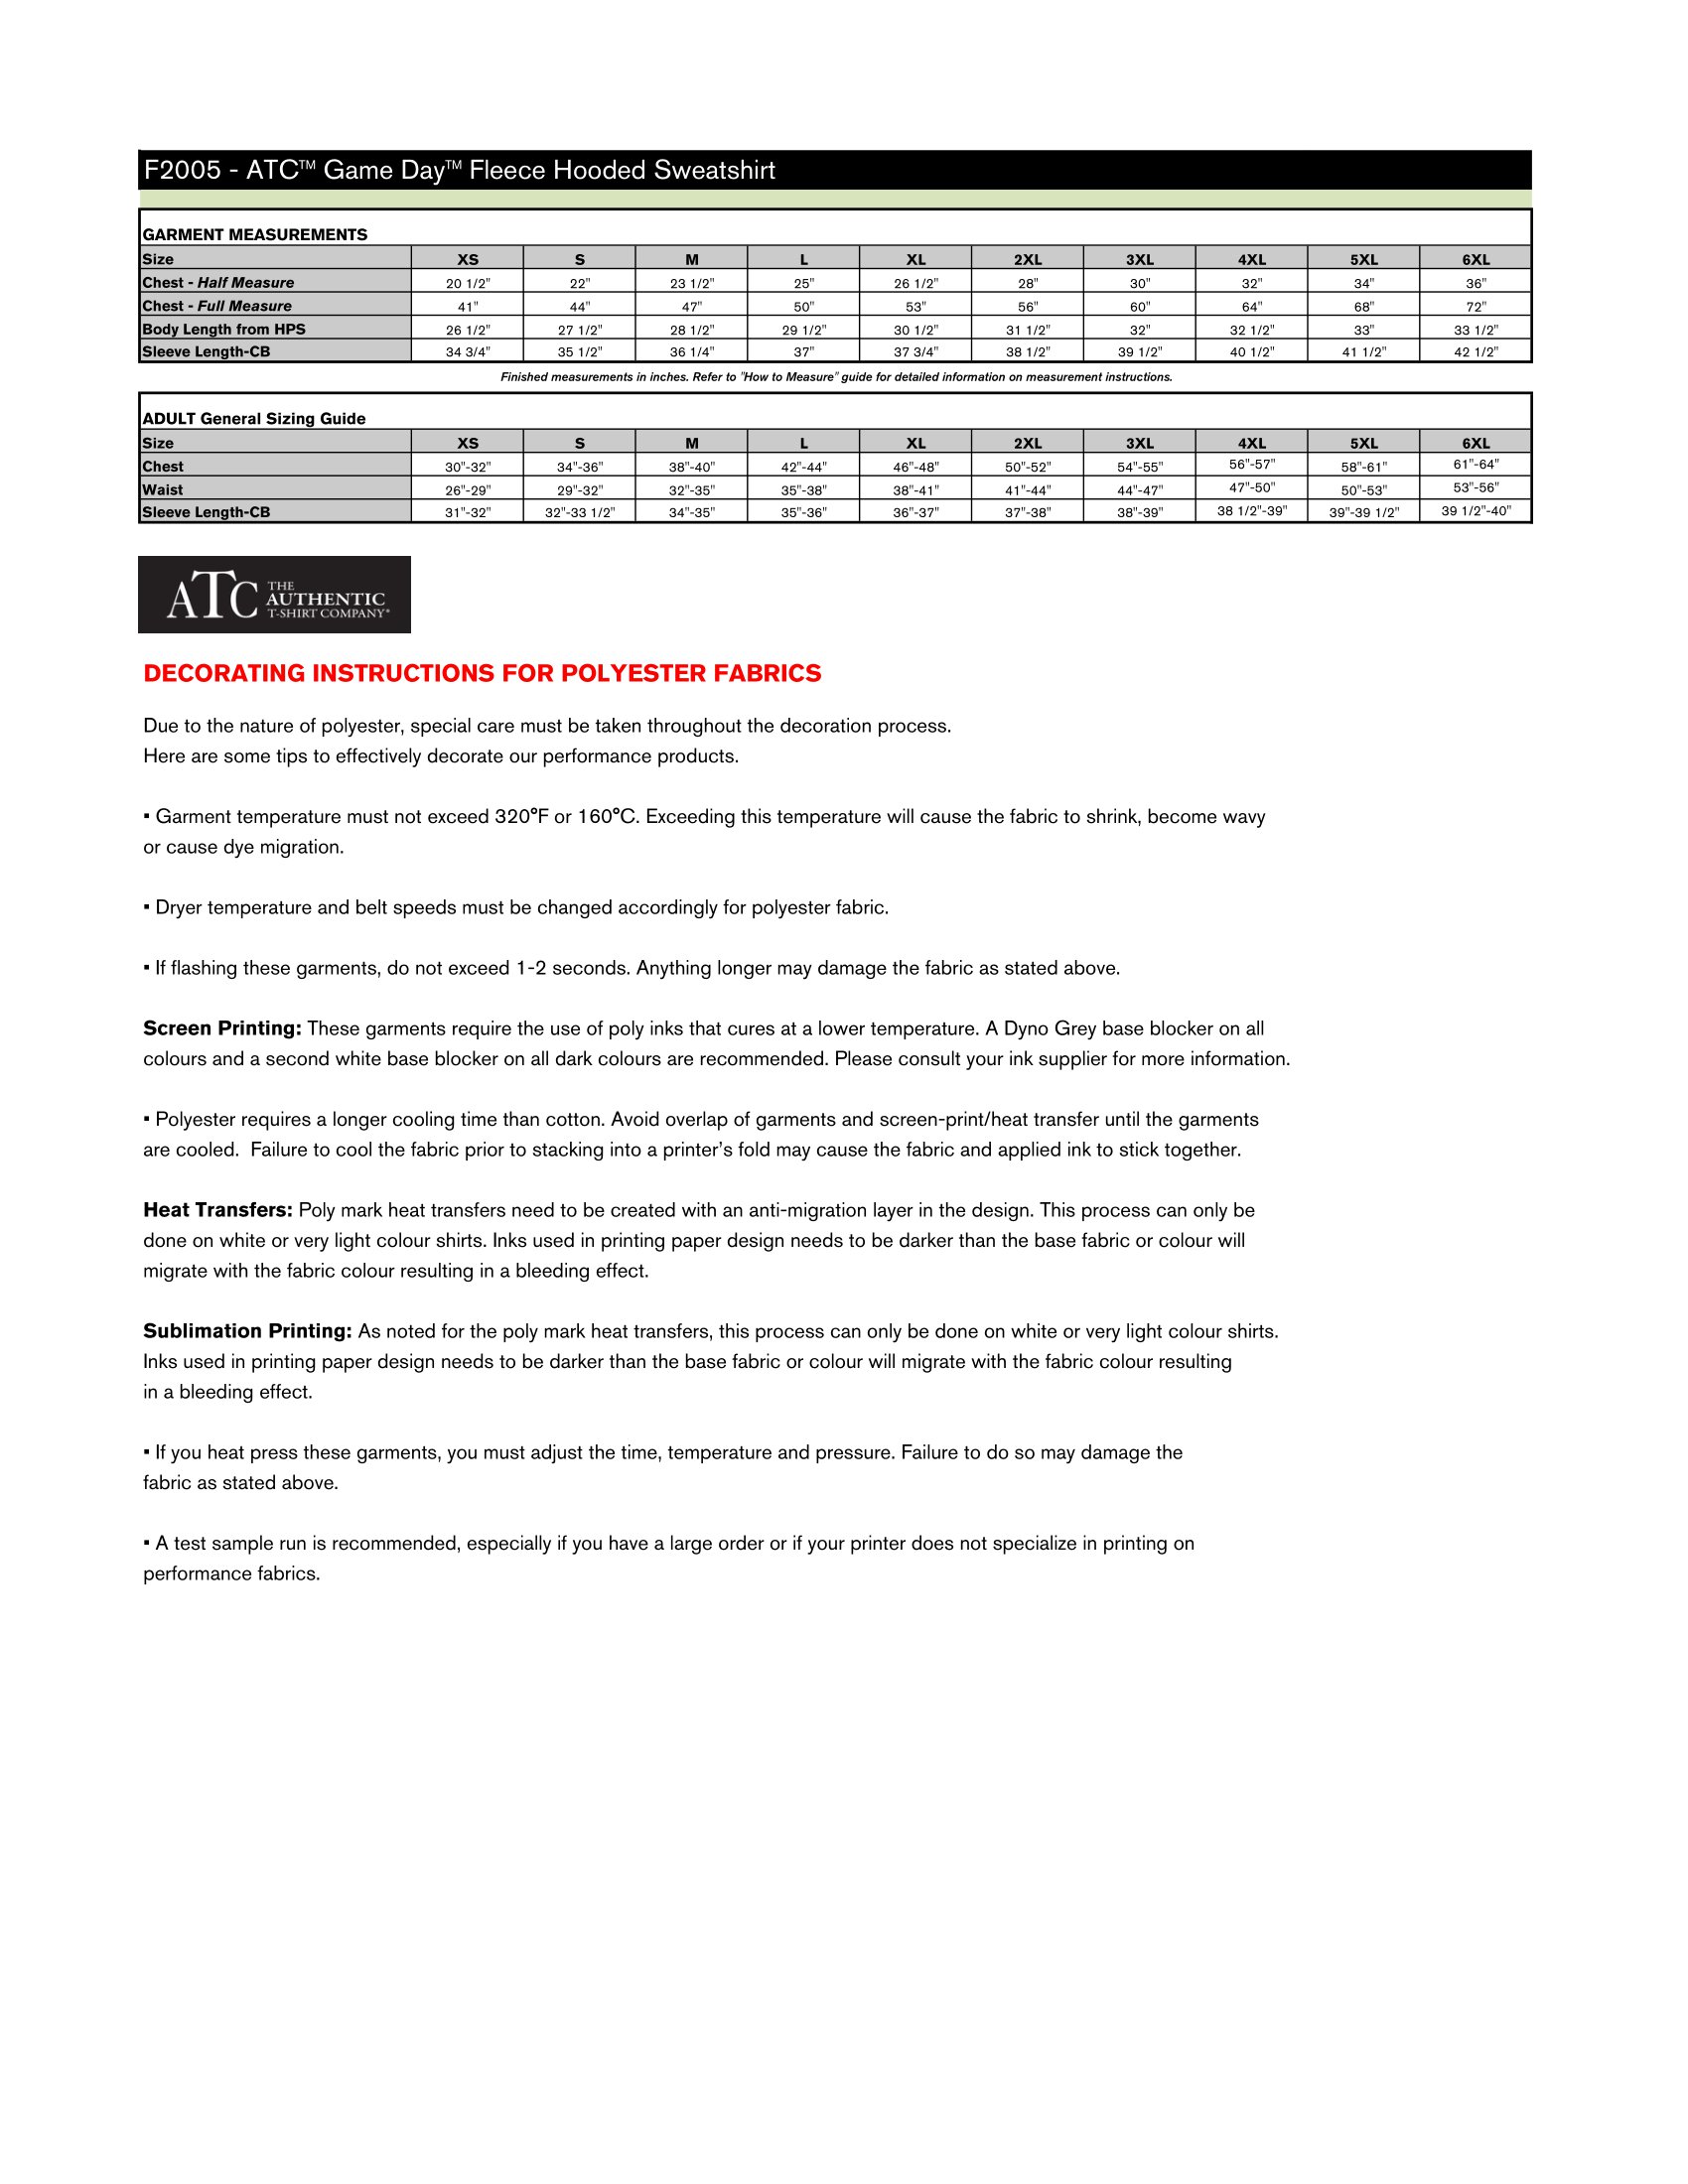 F2005 - ATC™ Game Day™ Fleece Hooded Sweatshirt
GARMENT MEASUREMENTS
Size XS S M L XL 2XL 3XL 4XL 5XL 6XL
Chest - Half Measure 20 1/2" 22" 23 1/2" 25" 26 1/2" 28" 30" 32" 34" 36"
Chest - Full Measure 41" 44" 47" 50" 53" 56" 60" 64" 68" 72"
Body Length from HPS 26 1/2" 27 1/2" 28 1/2" 29 1/2" 30 1/2" 31 1/2" 32" 32 1/2" 33" 33 1/2"
Sleeve Length-CB 34 3/4" 35 1/2" 36 1/4" 37" 37 3/4" 38 1/2" 39 1/2" 40 1/2" 41 1/2" 42 1/2"
Finished measurements in inches. Refer to "How to Measure" guide for detailed information on measurement instructions.
ADULT General Sizing Guide
Size XS S M L XL 2XL 3XL 4XL 5XL 6XL
Chest 30"-32" 34"-36" 38"-40" 42"-44" 46"-48" 50"-52" 54"-55" 56"-57" 58"-61" 61"-64"
Waist 26"-29" 29"-32" 32"-35" 35"-38" 38"-41" 41"-44" 44"-47" 47"-50" 50"-53" 53"-56"
Sleeve Length-CB 31"-32" 32"-33 1/2" 34"-35" 35"-36" 36"-37" 37"-38" 38"-39" 38 1/2"-39" 39"-39 1/2" 39 1/2"-40"
ATC THE
AUTHENTIC
T-SHIRT COMPANY*
DECORATING INSTRUCTIONS FOR POLYESTER FABRICS
Due to the nature of polyester, special care must be taken throughout the decoration process.
Here are some tips to effectively decorate our performance products.
▪ Garment temperature must not exceed 320°F or 160°C. Exceeding this temperature will cause the fabric to shrink, become wavy
or cause dye migration.
▪ Dryer temperature and belt speeds must be changed accordingly for polyester fabric.
▪ If flashing these garments, do not exceed 1-2 seconds. Anything longer may damage the fabric as stated above.
Screen Printing: These garments require the use of poly inks that cures at a lower temperature. A Dyno Grey base blocker on all
colours and a second white base blocker on all dark colours are recommended. Please consult your ink supplier for more information.
▪ Polyester requires a longer cooling time than cotton. Avoid overlap of garments and screen-print/heat transfer until the garments
are cooled.  Failure to cool the fabric prior to stacking into a printer's fold may cause the fabric and applied ink to stick together.
Heat Transfers: Poly mark heat transfers need to be created with an anti-migration layer in the design. This process can only be
done on white or very light colour shirts. Inks used in printing paper design needs to be darker than the base fabric or colour will
migrate with the fabric colour resulting in a bleeding effect.
Sublimation Printing: As noted for the poly mark heat transfers, this process can only be done on white or very light colour shirts.
Inks used in printing paper design needs to be darker than the base fabric or colour will migrate with the fabric colour resulting
in a bleeding effect.
▪ If you heat press these garments, you must adjust the time, temperature and pressure. Failure to do so may damage the
fabric as stated above.
▪ A test sample run is recommended, especially if you have a large order or if your printer does not specialize in printing on
performance fabrics.